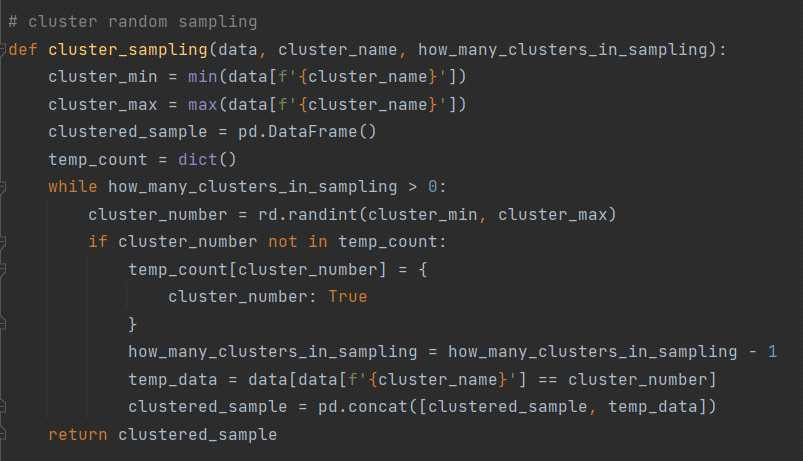 # cluster random sampling
def cluster_sampling(data, cluster_name, how_many_clusters_in_sampling):
    cluster_min = min(data[f'{cluster_name}'])
    cluster_max = max(data[f'{cluster_name}'])
    clustered_sample = pd.DataFrame()
    temp_count = dict()
    while how_many_clusters_in_sampling > 0:
        cluster_number = rd.randint(cluster_min, cluster_max)
        if cluster_number not in temp_count:
            temp_count[cluster_number] = {
                cluster_number: True
            }
            how_many_clusters_in_sampling = how_many_clusters_in_sampling - 1
            temp_data = data[data[f'{cluster_name}'] == cluster_number]
            clustered_sample = pd.concat([clustered_sample, temp_data])
    return clustered_sample